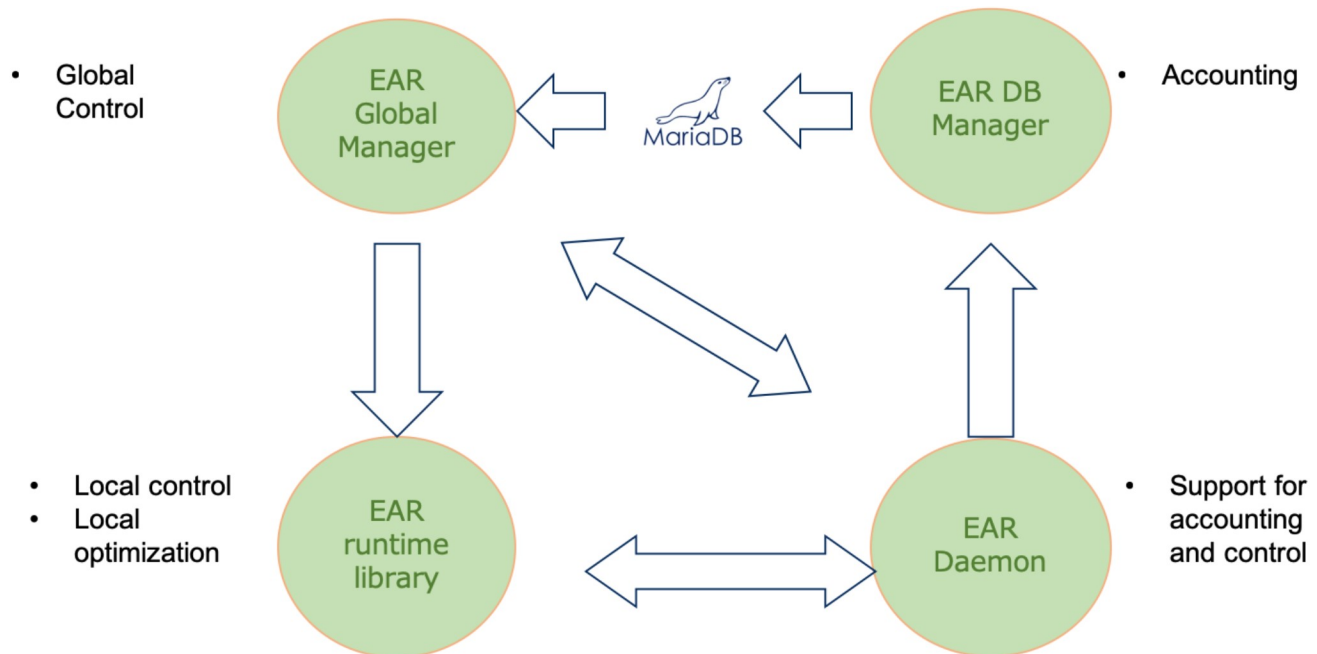 • Global
Control
EAR
Global
Manager
MariaDB
EAR DB
Manager
• Accounting
• Local control
• Local
optimization
EAR
runtime
library
EAR
Daemon
• Support for
accounting
and control